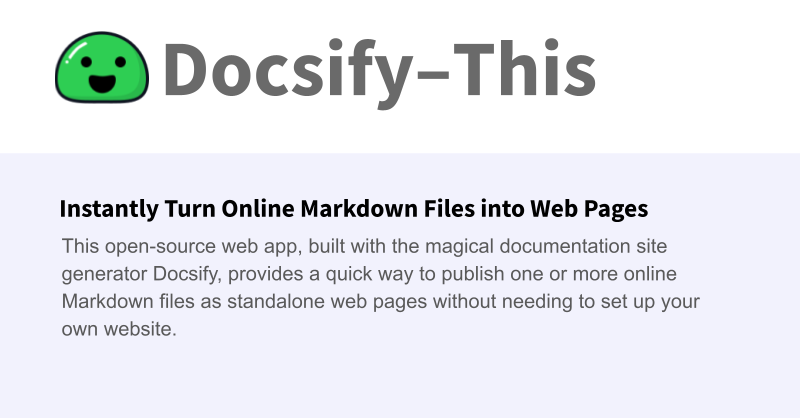 Docsify–This
Instantly Turn Online Markdown Files into Web Pages
This open-source web app, built with the magical documentation site
generator Docsify, provides a quick way to publish one or more online
Markdown files as standalone web pages without needing to set up your
own website.